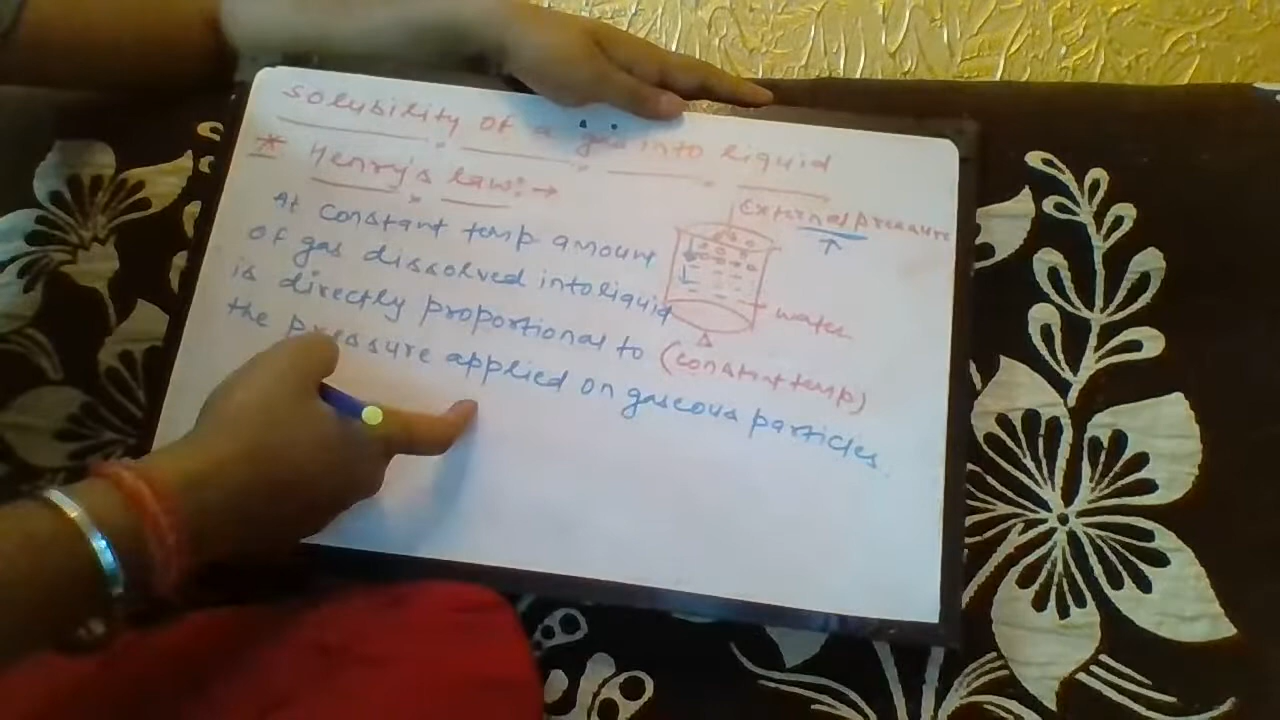 Solubility of a gas into liquid
* Henry's law:→
External pressure
At constant temp amount
of gas dissolved into liquid
is directly proportional to
water
(constant temp)
the pressure applied on gaseous particles.